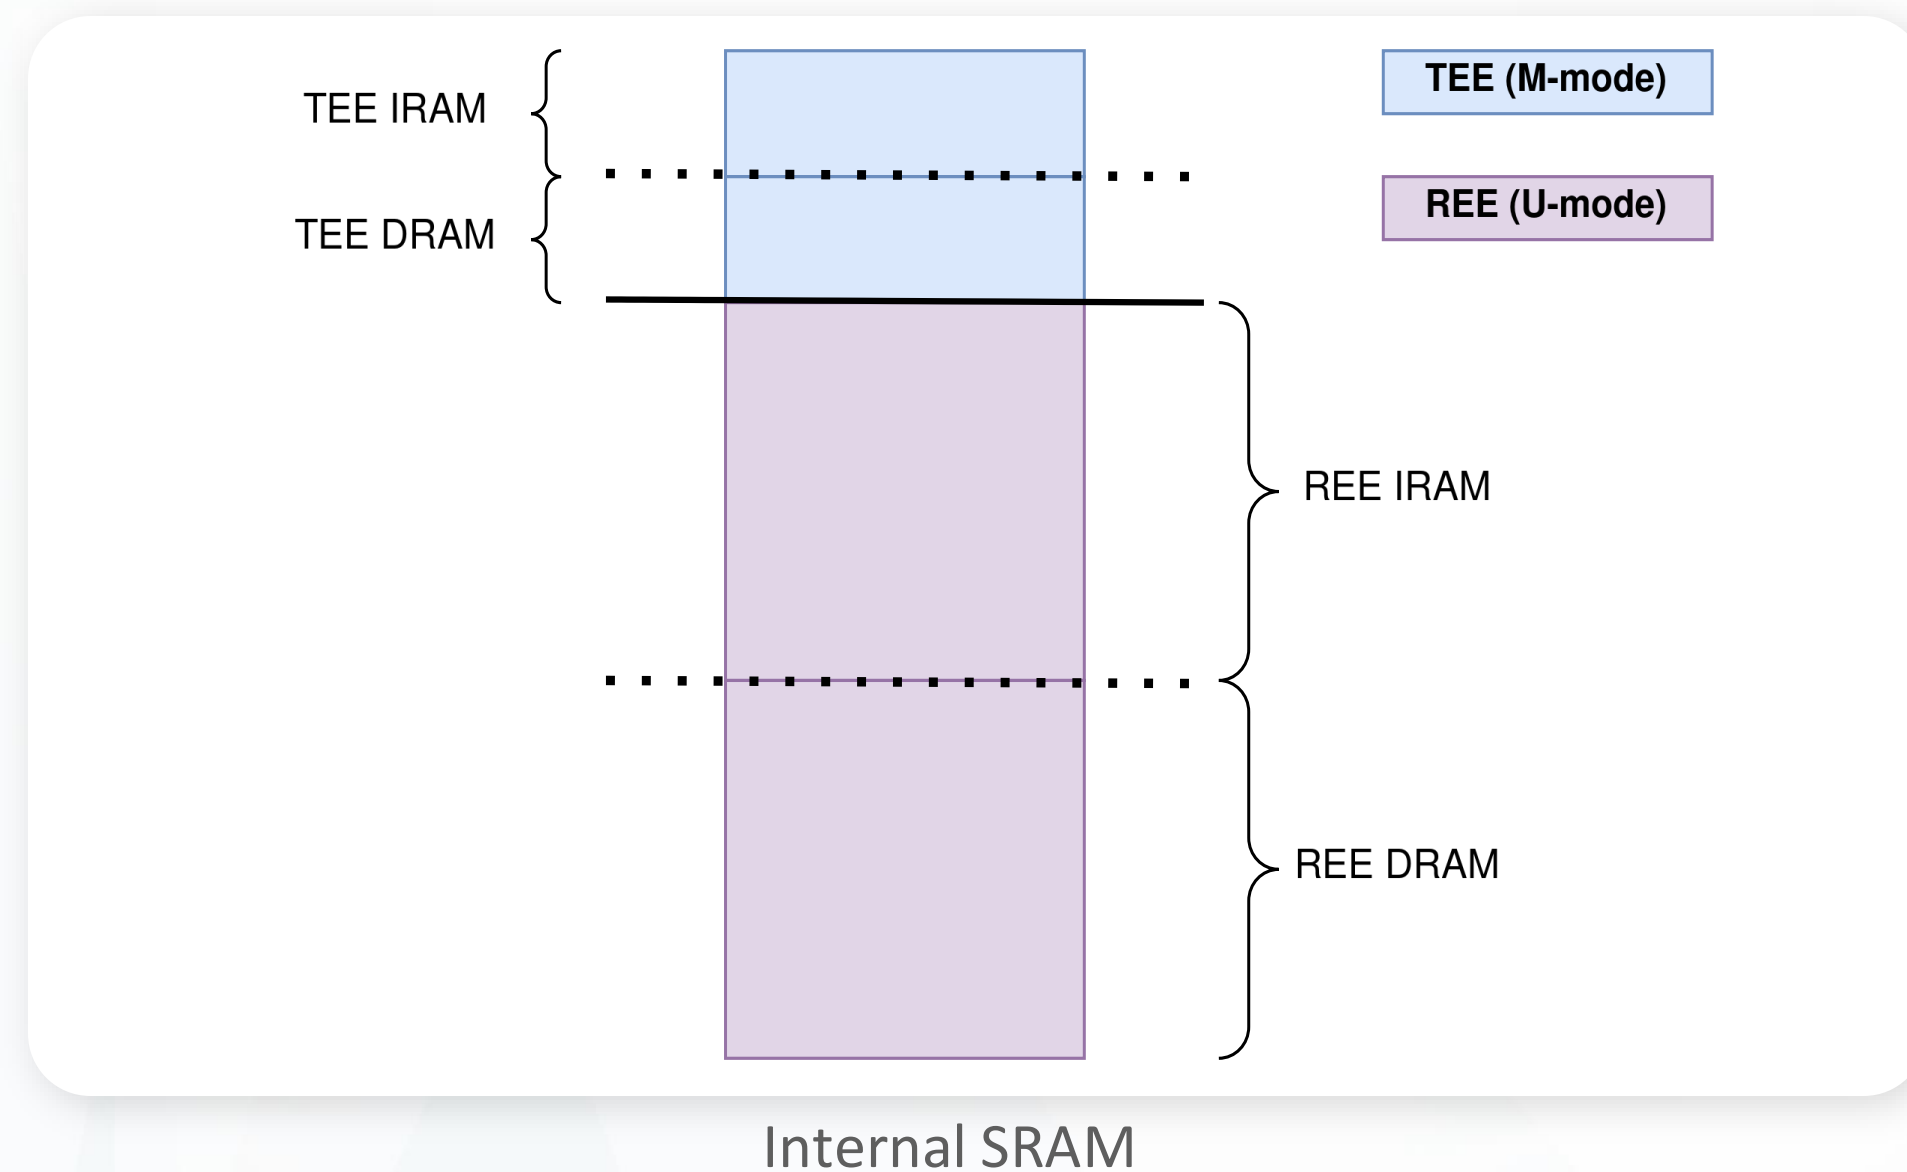 TEE IRAM
TEE DRAM
TEE (M-mode)
REE (U-mode)
REE IRAM
REE DRAM
Internal SRAM